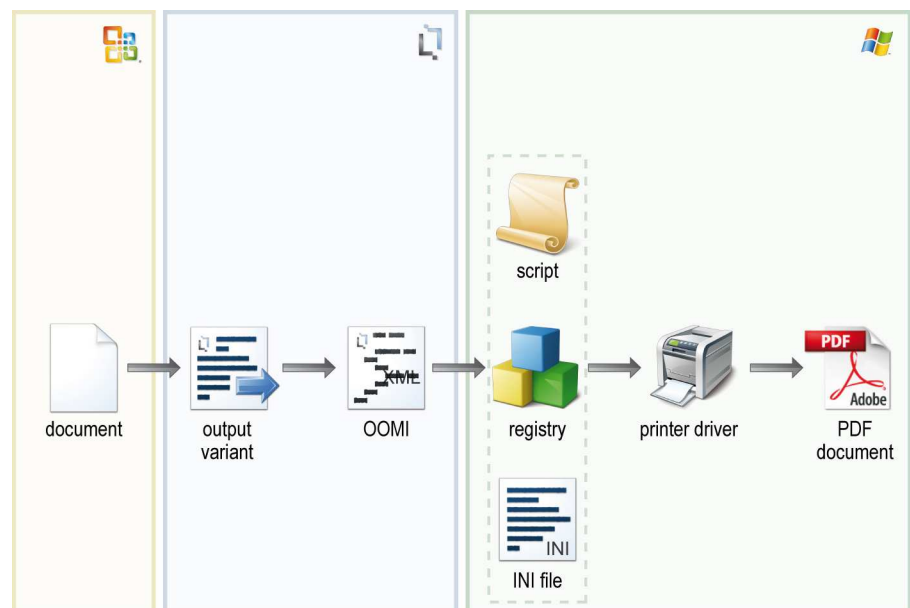 script
XML
PDF
Adobe
document
output
variant
OOMI
registry
printer driver
PDF
document
INI
INI file